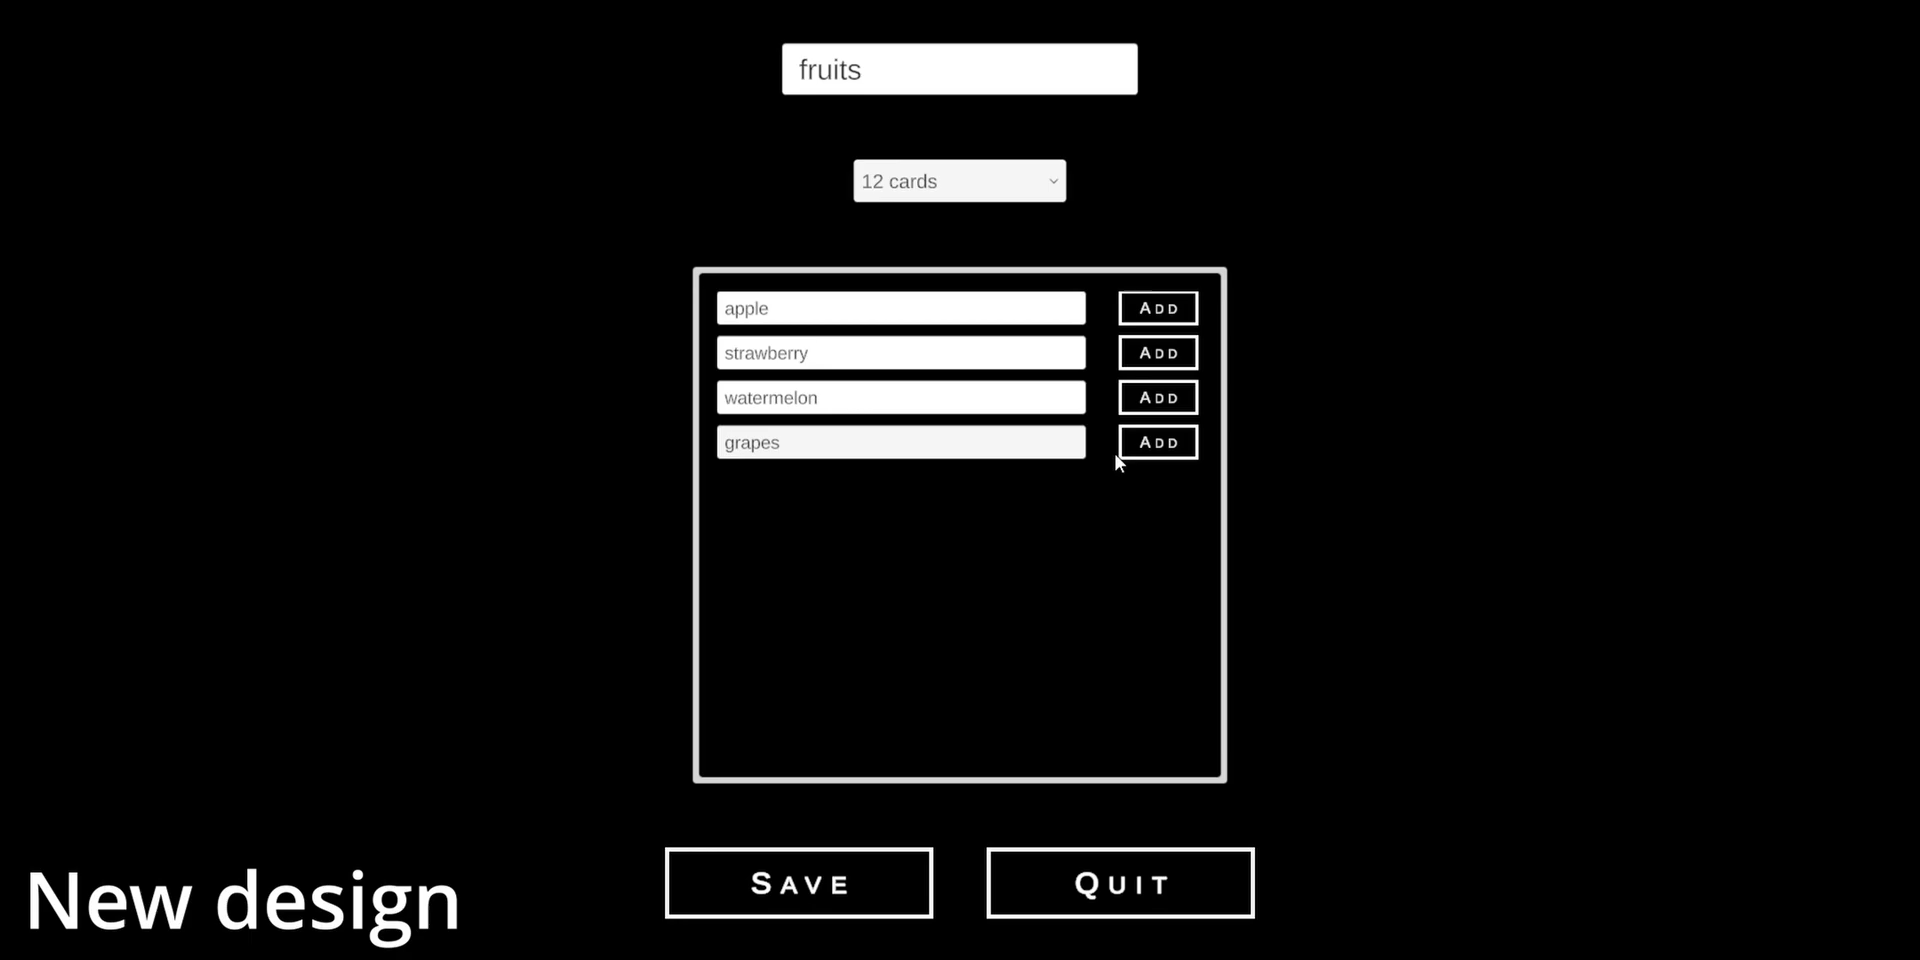 fruits
12 cards
apple ADD
strawberry ADD
watermelon ADD
grapes ADD
SAVE QUIT
New design